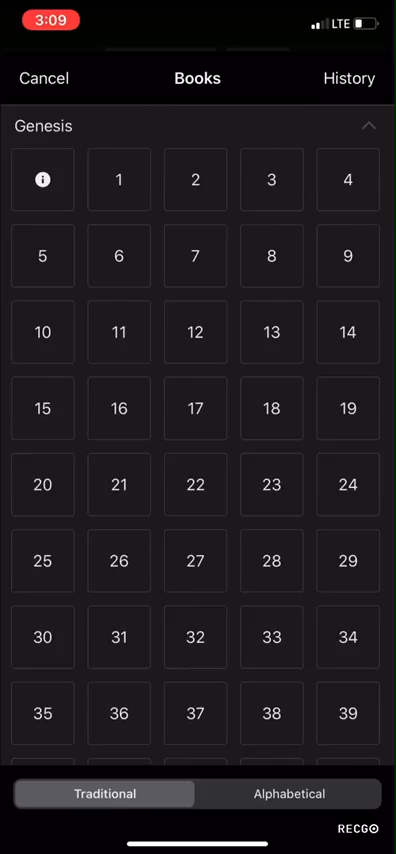 3:09 LTE
Cancel Books History
Genesis
1 2 3 4
5 6 7 8 9
10 11 12 13 14
15 16 17 18 19
20 21 22 23 24
25 26 27 28 29
30 31 32 33 34
35 36 37 38 39
Traditional Alphabetical
RECGO